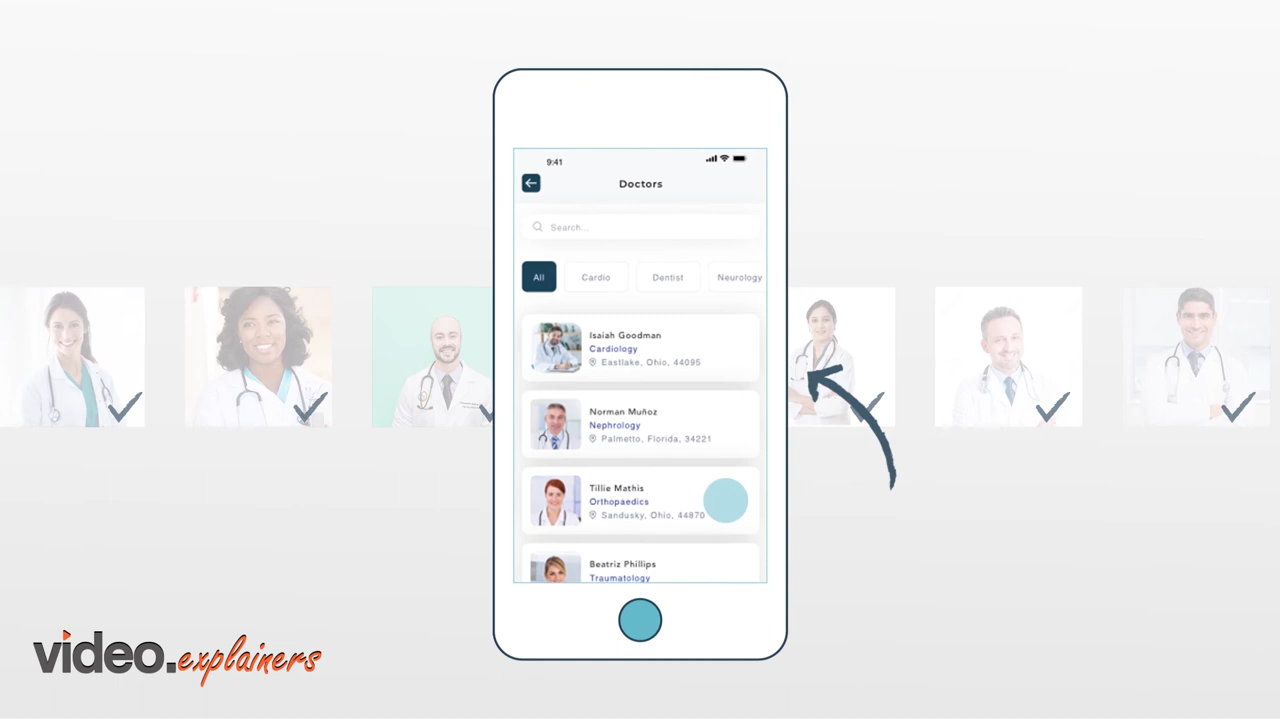 9:41
Doctors
Search...
All
Cardio
Dentist
Neurology
Isaiah Goodman
Cardiology
Eastlake, Ohio, 44095
Norman Muñoz
Nephrology
Palmetto, Florida, 34221
Tillie Mathis
Orthopaedics
Sandusky, Ohio, 44870
Beatriz Phillips
Traumatology
video.explainers